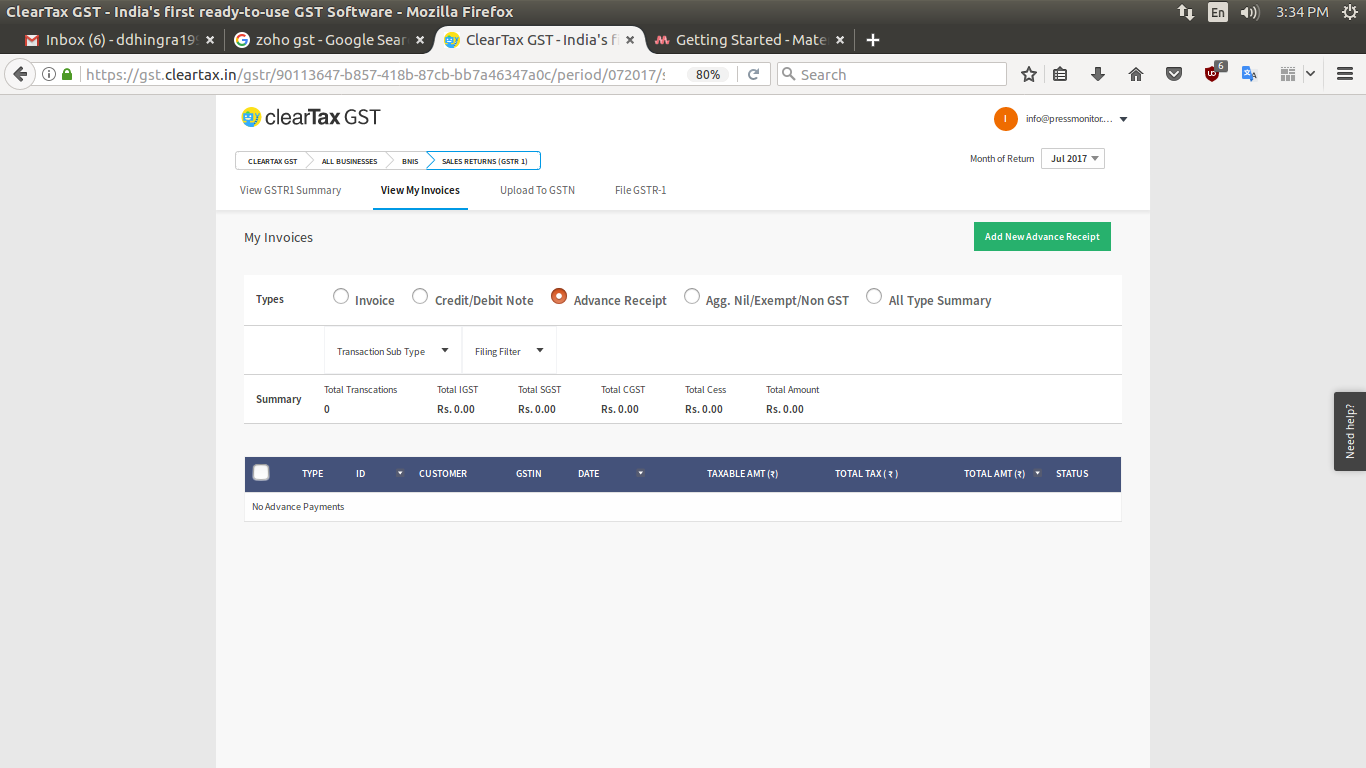 ClearTax GST - India's first ready-to-use GST Software - Mozilla Firefox En 3:34 PM
Inbox (6) - ddhingra199 zoho gst - Google Sear ClearTax GST - India's f Getting Started - Mate
https://gst.cleartax.in/gstr/90113647-b857-418b-87cb-bb7a46347a0c/period/072017/s 80% Search 6
clearTax GST
I info@pressmonitor....
CLEARTAX GST ALL BUSINESSES BNIS SALES RETURNS (GSTR 1) Month of Return Jul 2017
View GSTR1 Summary View My Invoices Upload To GSTN File GSTR-1
My Invoices Add New Advance Receipt
Types Invoice Credit/Debit Note Advance Receipt Agg. Nil/Exempt/Non GST All Type Summary
Transaction Sub Type Filing Filter
Summary Total Transcations Total IGST Total SGST Total CGST Total Cess Total Amount
0 Rs. 0.00 Rs. 0.00 Rs. 0.00 Rs. 0.00 Rs. 0.00
Need help?
TYPE ID CUSTOMER GSTIN DATE TAXABLE AMT (₹) TOTAL TAX ( ₹ ) TOTAL AMT (₹) STATUS
No Advance Payments